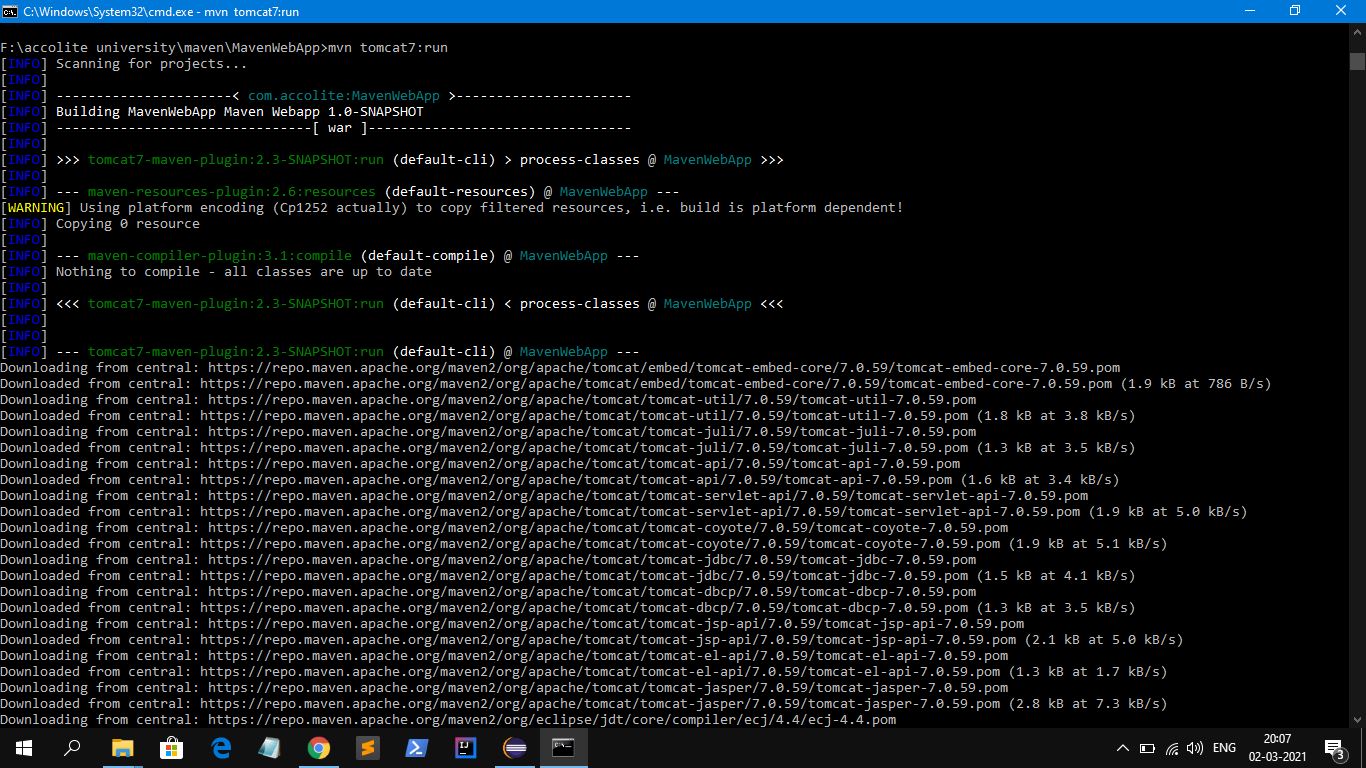 C:\Windows\System32\cmd.exe - mvn tomcat7:run
F:\accolite university\maven\MavenWebApp>mvn tomcat7:run
[INFO] Scanning for projects...
[INFO]
[INFO] ----------------------< com.accolite:MavenWebApp >----------------------
[INFO] Building MavenWebApp Maven Webapp 1.0-SNAPSHOT
[INFO] --------------------------------[ war ]---------------------------------
[INFO]
[INFO] >>> tomcat7-maven-plugin:2.3-SNAPSHOT:run (default-cli) > process-classes @ MavenWebApp >>>
[INFO]
[INFO] --- maven-resources-plugin:2.6:resources (default-resources) @ MavenWebApp ---
[WARNING] Using platform encoding (Cp1252 actually) to copy filtered resources, i.e. build is platform dependent!
[INFO] Copying 0 resource
[INFO]
[INFO] --- maven-compiler-plugin:3.1:compile (default-compile) @ MavenWebApp ---
[INFO] Nothing to compile - all classes are up to date
[INFO]
[INFO] <<< tomcat7-maven-plugin:2.3-SNAPSHOT:run (default-cli) < process-classes @ MavenWebApp <<<
[INFO]
[INFO]
[INFO] --- tomcat7-maven-plugin:2.3-SNAPSHOT:run (default-cli) @ MavenWebApp ---
Downloading from central: https://repo.maven.apache.org/maven2/org/apache/tomcat/embed/tomcat-embed-core/7.0.59/tomcat-embed-core-7.0.59.pom
Downloaded from central: https://repo.maven.apache.org/maven2/org/apache/tomcat/embed/tomcat-embed-core/7.0.59/tomcat-embed-core-7.0.59.pom (1.9 kB at 786 B/s)
Downloading from central: https://repo.maven.apache.org/maven2/org/apache/tomcat/tomcat-util/7.0.59/tomcat-util-7.0.59.pom
Downloaded from central: https://repo.maven.apache.org/maven2/org/apache/tomcat/tomcat-util/7.0.59/tomcat-util-7.0.59.pom (1.8 kB at 3.8 kB/s)
Downloading from central: https://repo.maven.apache.org/maven2/org/apache/tomcat/tomcat-juli/7.0.59/tomcat-juli-7.0.59.pom
Downloaded from central: https://repo.maven.apache.org/maven2/org/apache/tomcat/tomcat-juli/7.0.59/tomcat-juli-7.0.59.pom (1.3 kB at 3.5 kB/s)
Downloading from central: https://repo.maven.apache.org/maven2/org/apache/tomcat/tomcat-api/7.0.59/tomcat-api-7.0.59.pom
Downloaded from central: https://repo.maven.apache.org/maven2/org/apache/tomcat/tomcat-api/7.0.59/tomcat-api-7.0.59.pom (1.6 kB at 3.4 kB/s)
Downloading from central: https://repo.maven.apache.org/maven2/org/apache/tomcat/tomcat-servlet-api/7.0.59/tomcat-servlet-api-7.0.59.pom
Downloaded from central: https://repo.maven.apache.org/maven2/org/apache/tomcat/tomcat-servlet-api/7.0.59/tomcat-servlet-api-7.0.59.pom (1.9 kB at 5.0 kB/s)
Downloading from central: https://repo.maven.apache.org/maven2/org/apache/tomcat/tomcat-coyote/7.0.59/tomcat-coyote-7.0.59.pom
Downloaded from central: https://repo.maven.apache.org/maven2/org/apache/tomcat/tomcat-coyote/7.0.59/tomcat-coyote-7.0.59.pom (1.9 kB at 5.1 kB/s)
Downloading from central: https://repo.maven.apache.org/maven2/org/apache/tomcat/tomcat-jdbc/7.0.59/tomcat-jdbc-7.0.59.pom
Downloaded from central: https://repo.maven.apache.org/maven2/org/apache/tomcat/tomcat-jdbc/7.0.59/tomcat-jdbc-7.0.59.pom (1.5 kB at 4.1 kB/s)
Downloading from central: https://repo.maven.apache.org/maven2/org/apache/tomcat/tomcat-dbcp/7.0.59/tomcat-dbcp-7.0.59.pom
Downloaded from central: https://repo.maven.apache.org/maven2/org/apache/tomcat/tomcat-dbcp/7.0.59/tomcat-dbcp-7.0.59.pom (1.3 kB at 3.5 kB/s)
Downloading from central: https://repo.maven.apache.org/maven2/org/apache/tomcat/tomcat-jsp-api/7.0.59/tomcat-jsp-api-7.0.59.pom
Downloaded from central: https://repo.maven.apache.org/maven2/org/apache/tomcat/tomcat-jsp-api/7.0.59/tomcat-jsp-api-7.0.59.pom (2.1 kB at 5.0 kB/s)
Downloading from central: https://repo.maven.apache.org/maven2/org/apache/tomcat/tomcat-el-api/7.0.59/tomcat-el-api-7.0.59.pom
Downloaded from central: https://repo.maven.apache.org/maven2/org/apache/tomcat/tomcat-el-api/7.0.59/tomcat-el-api-7.0.59.pom (1.3 kB at 1.7 kB/s)
Downloading from central: https://repo.maven.apache.org/maven2/org/apache/tomcat/tomcat-jasper/7.0.59/tomcat-jasper-7.0.59.pom
Downloaded from central: https://repo.maven.apache.org/maven2/org/apache/tomcat/tomcat-jasper/7.0.59/tomcat-jasper-7.0.59.pom (2.8 kB at 7.3 kB/s)
Downloading from central: https://repo.maven.apache.org/maven2/org/eclipse/jdt/core/compiler/ecj/4.4/ecj-4.4.pom
ENG
20:07
02-03-2021
3